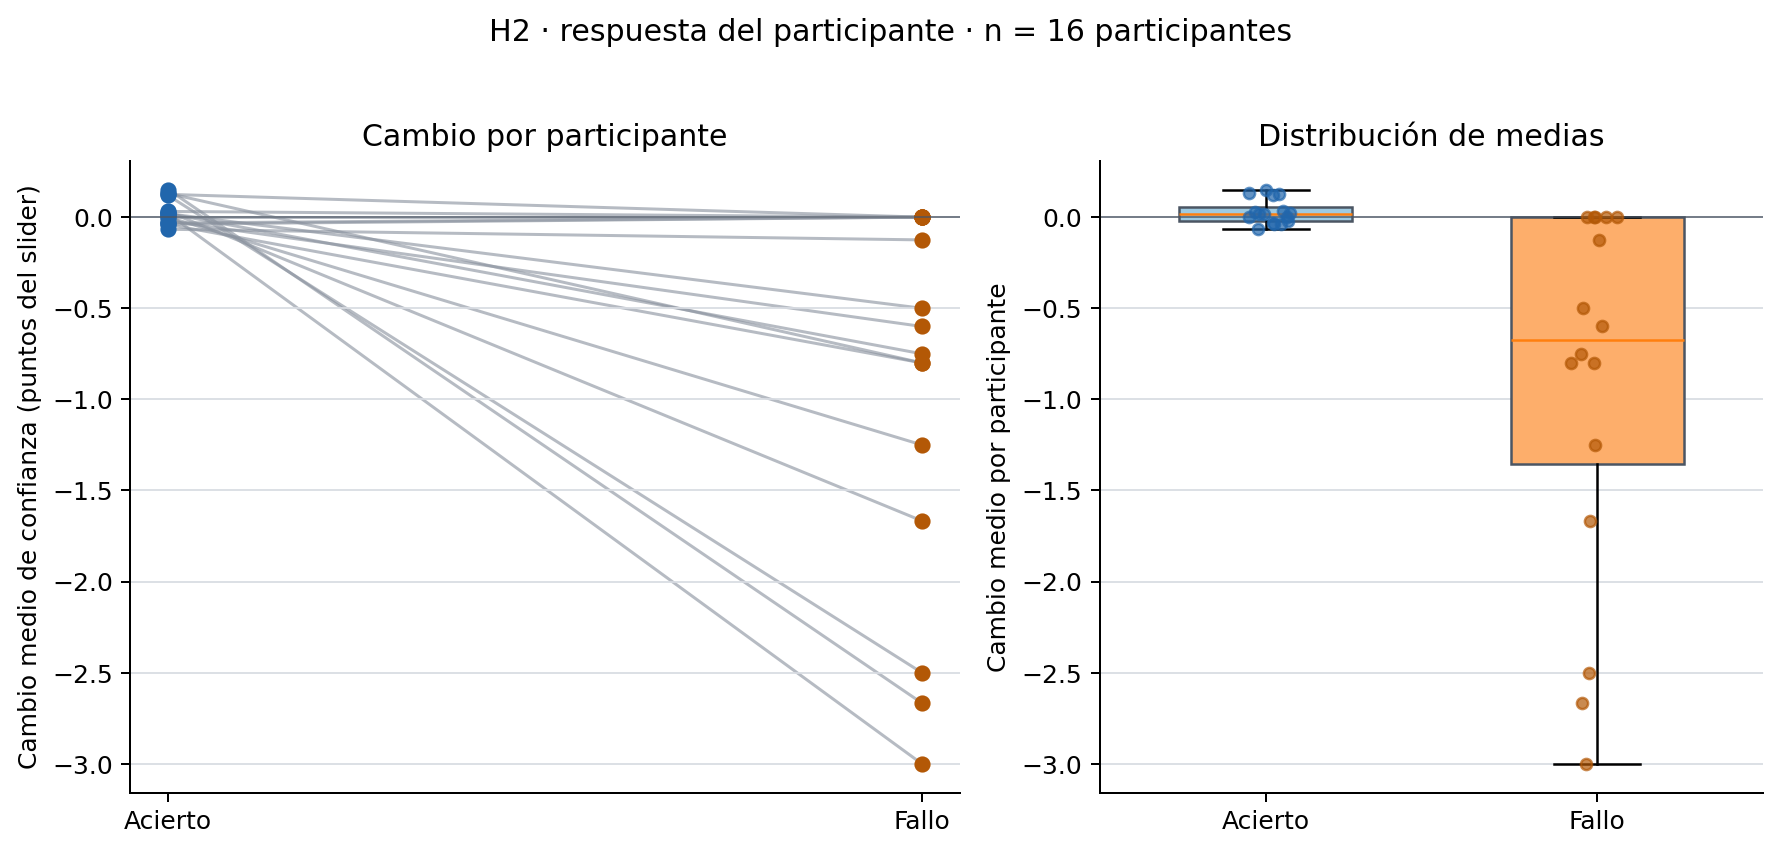 H2 · respuesta del participante · n = 16 participantes
Cambio por participante
Cambio medio de confianza (puntos del slider)
0.0
−0.5
−1.0
−1.5
−2.0
−2.5
−3.0
Acierto
Fallo
Distribución de medias
Cambio medio por participante
0.0
−0.5
−1.0
−1.5
−2.0
−2.5
−3.0
Acierto
Fallo